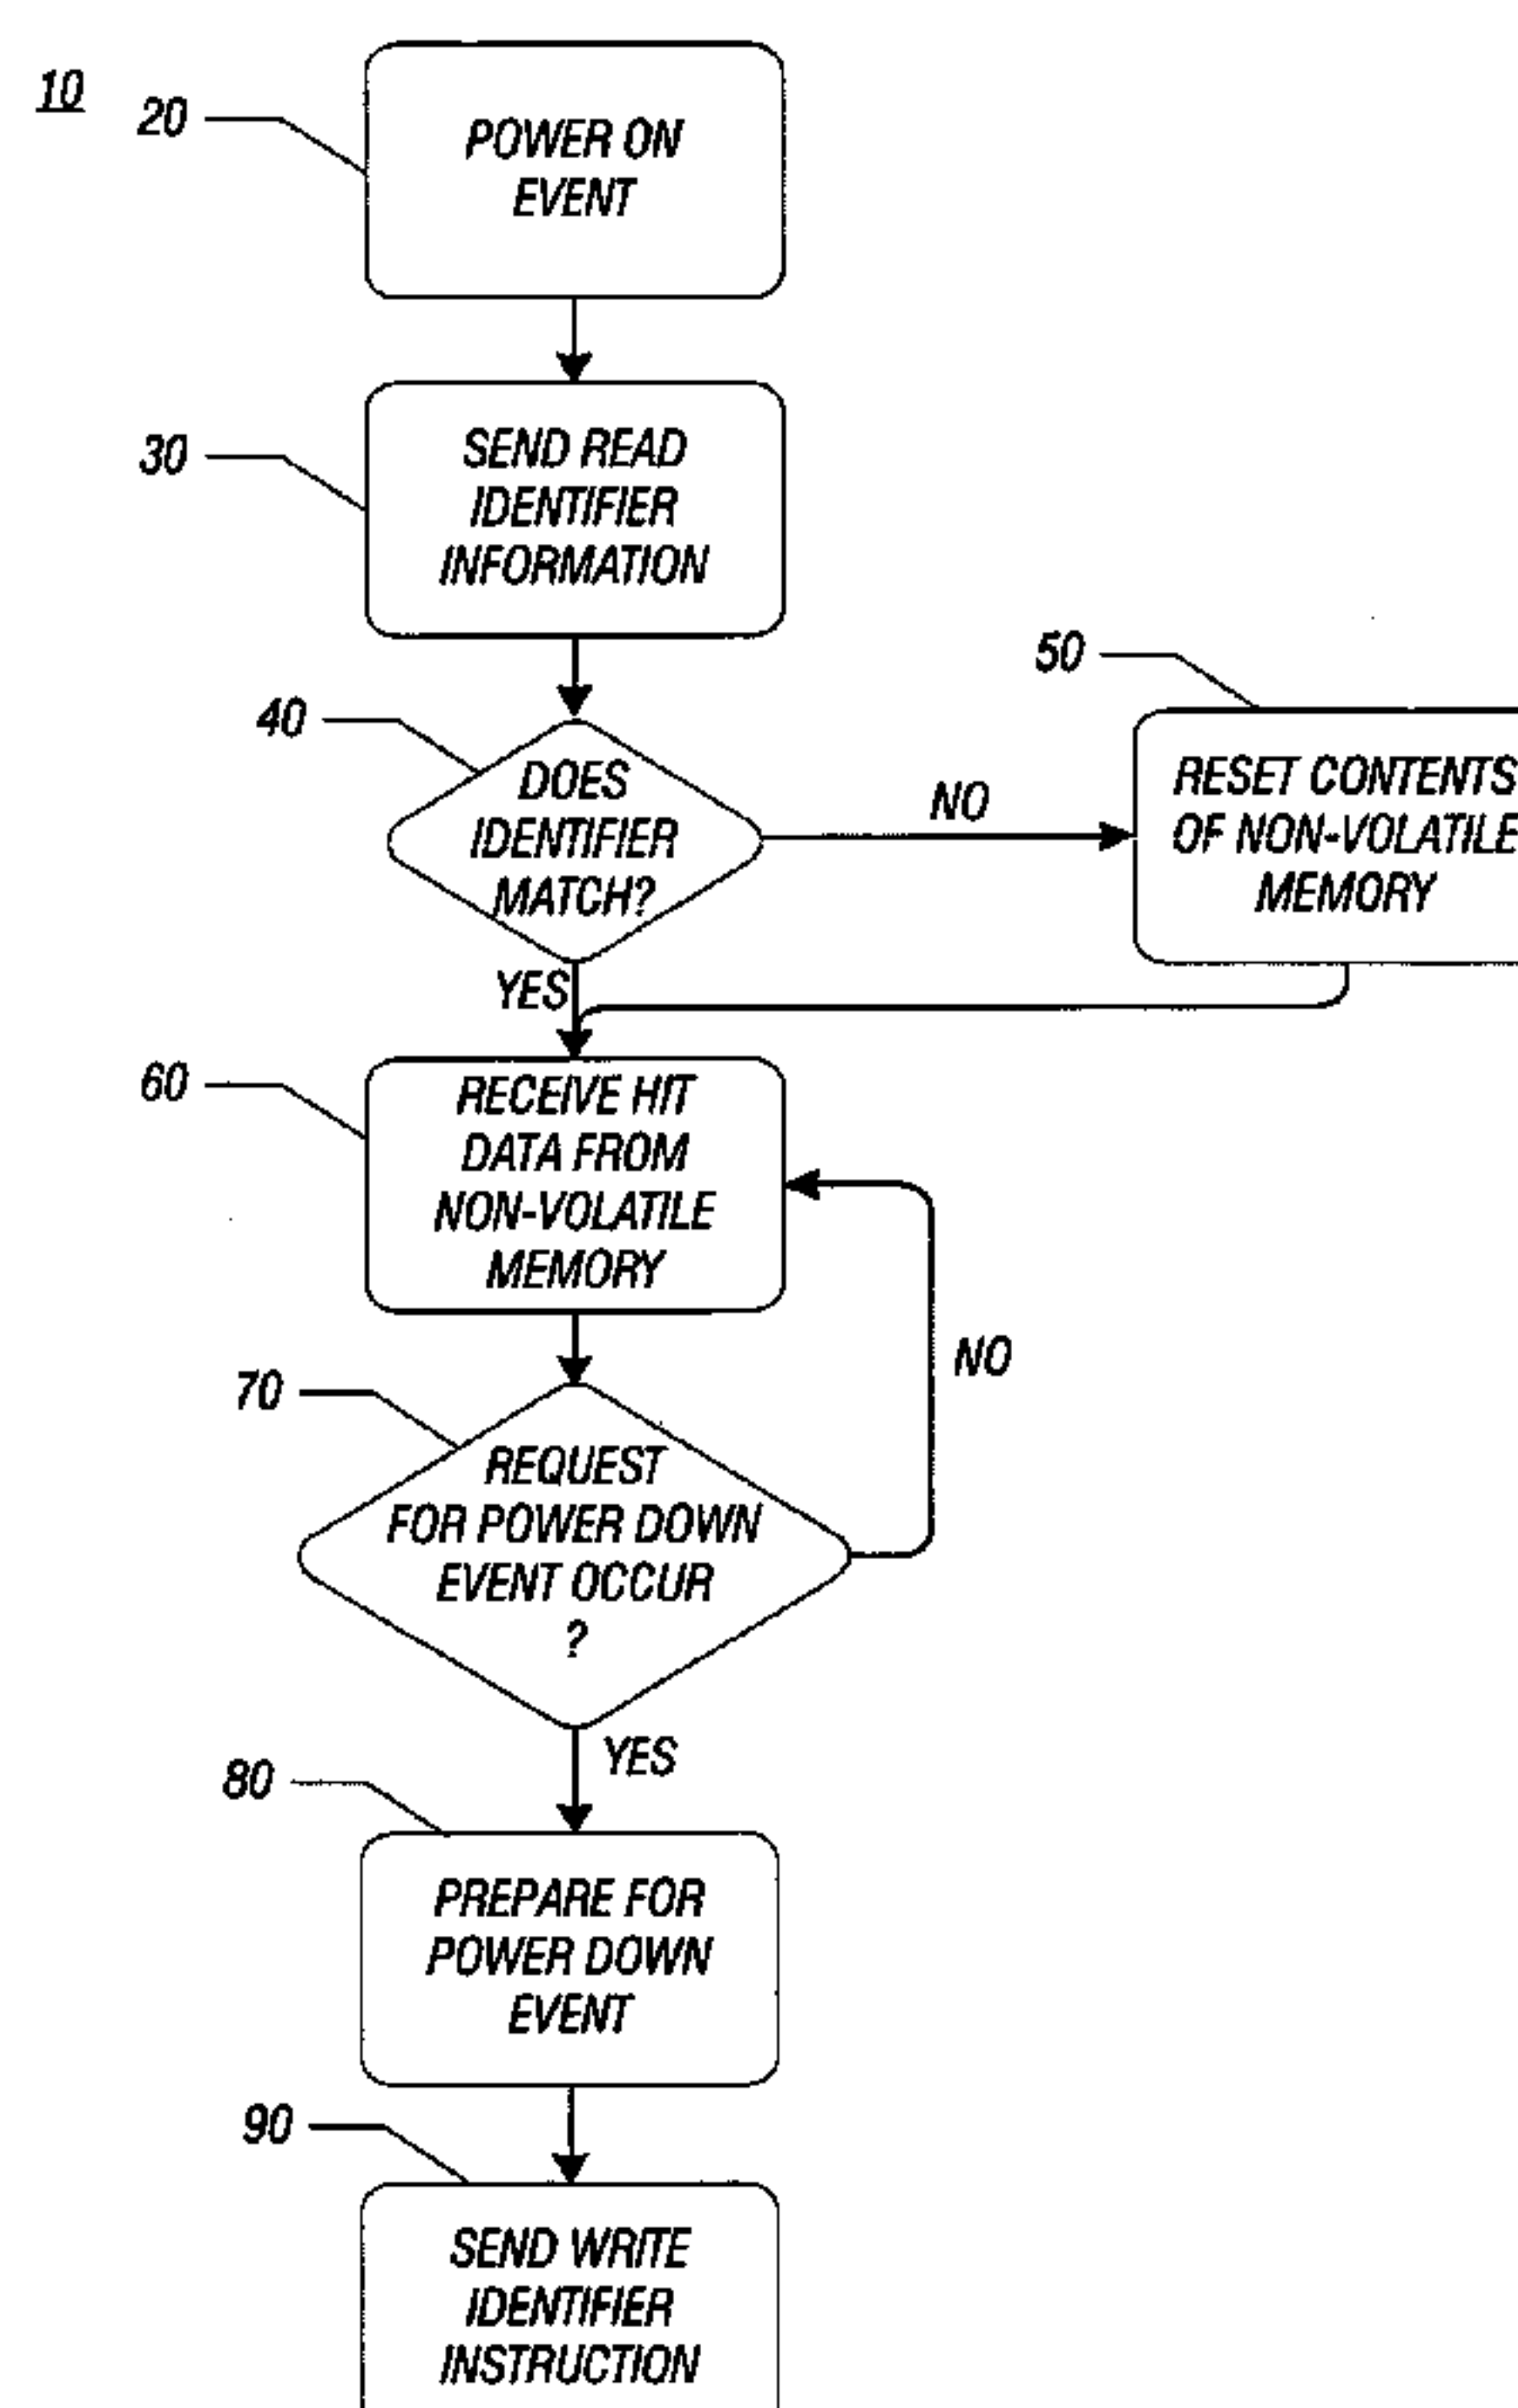 10
20
POWER ON
EVENT
30
SEND READ
IDENTIFIER
INFORMATION
40
DOES
IDENTIFIER
MATCH?
NO
50
RESET CONTENTS
OF NON-VOLATILE
MEMORY
YES
60
RECEIVE HIT
DATA FROM
NON-VOLATILE
MEMORY
70
REQUEST
FOR POWER DOWN
EVENT OCCUR
?
NO
YES
80
PREPARE FOR
POWER DOWN
EVENT
90
SEND WRITE
IDENTIFIER
INSTRUCTION